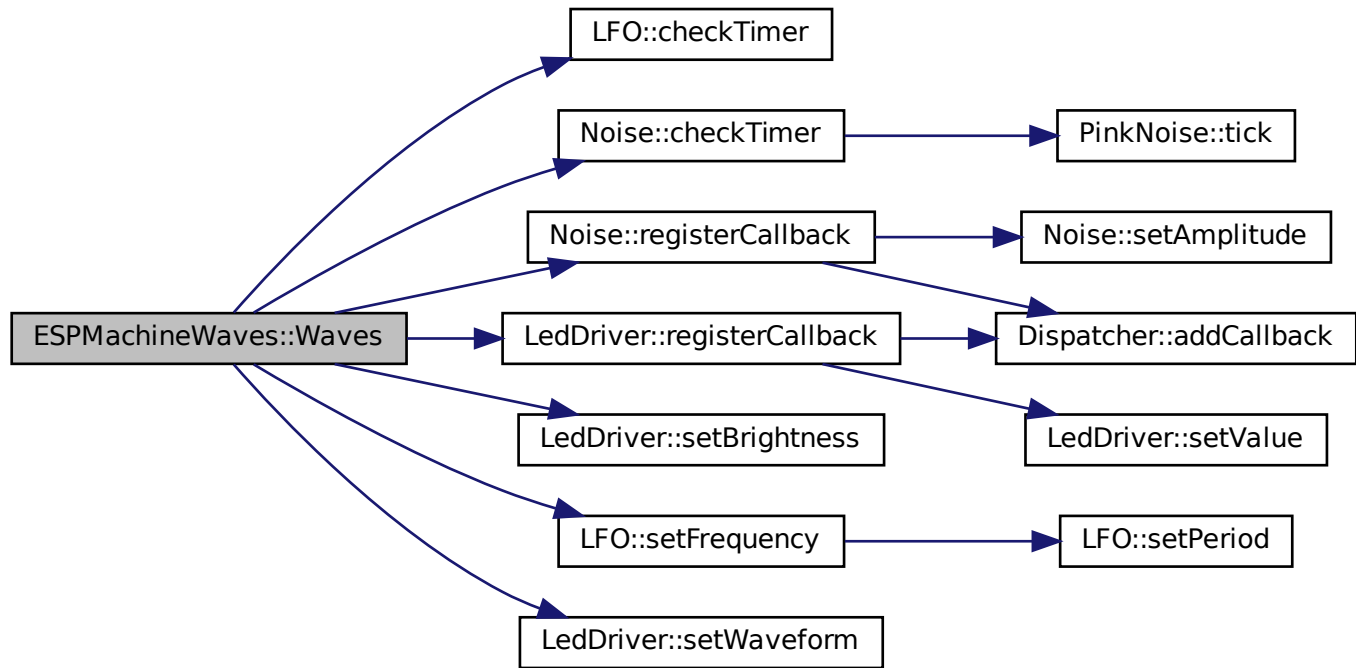 LFO::checkTimer
Noise::checkTimer
PinkNoise::tick
Noise::registerCallback
Noise::setAmplitude
ESPMachineWaves::Waves
LedDriver::registerCallback
Dispatcher::addCallback
LedDriver::setBrightness
LedDriver::setValue
LFO::setFrequency
LFO::setPeriod
LedDriver::setWaveform